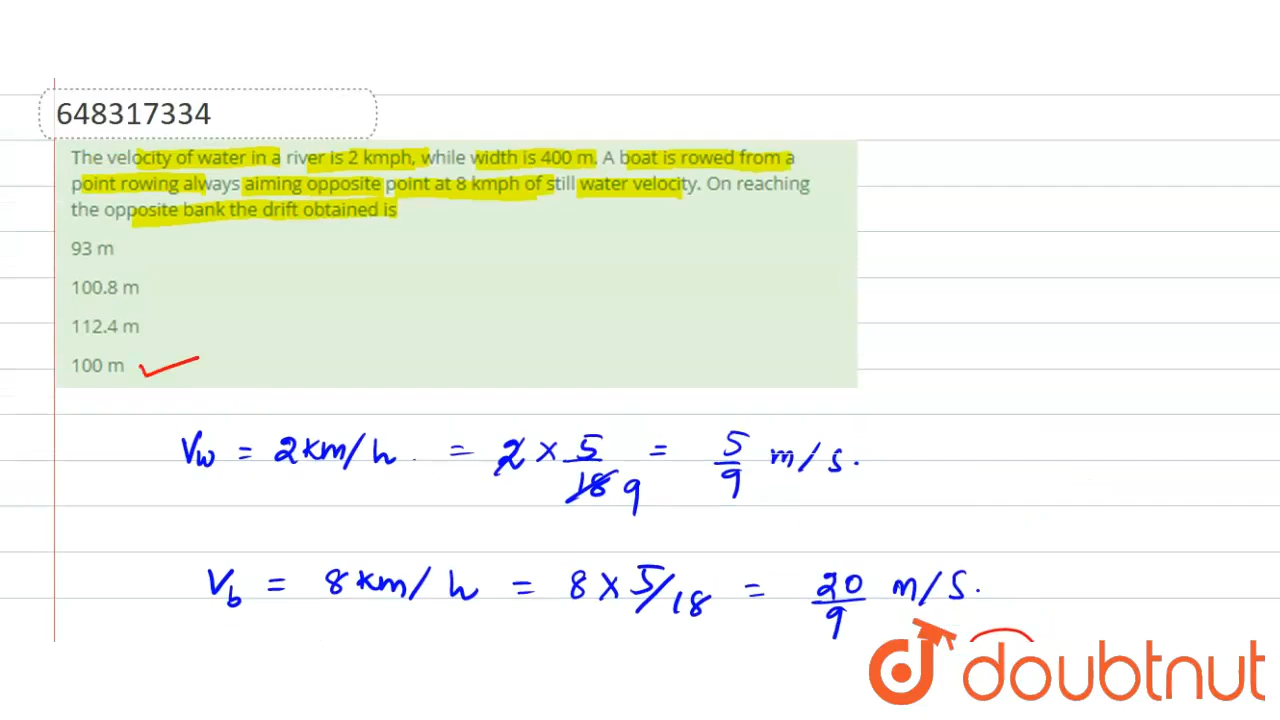 648317334
The velocity of water in a river is 2 kmph, while width is 400 m. A boat is rowed from a
point rowing always aiming opposite point at 8 kmph of still water velocity. On reaching
the opposite bank the drift obtained is
93 m
100.8 m
112.4 m
100 m
Vw = 2km/h = 2 × 5/18 9 = 5/9 m/s.
Vb = 8km/h = 8 × 5/18 = 20/9 m/s.
doubtnut